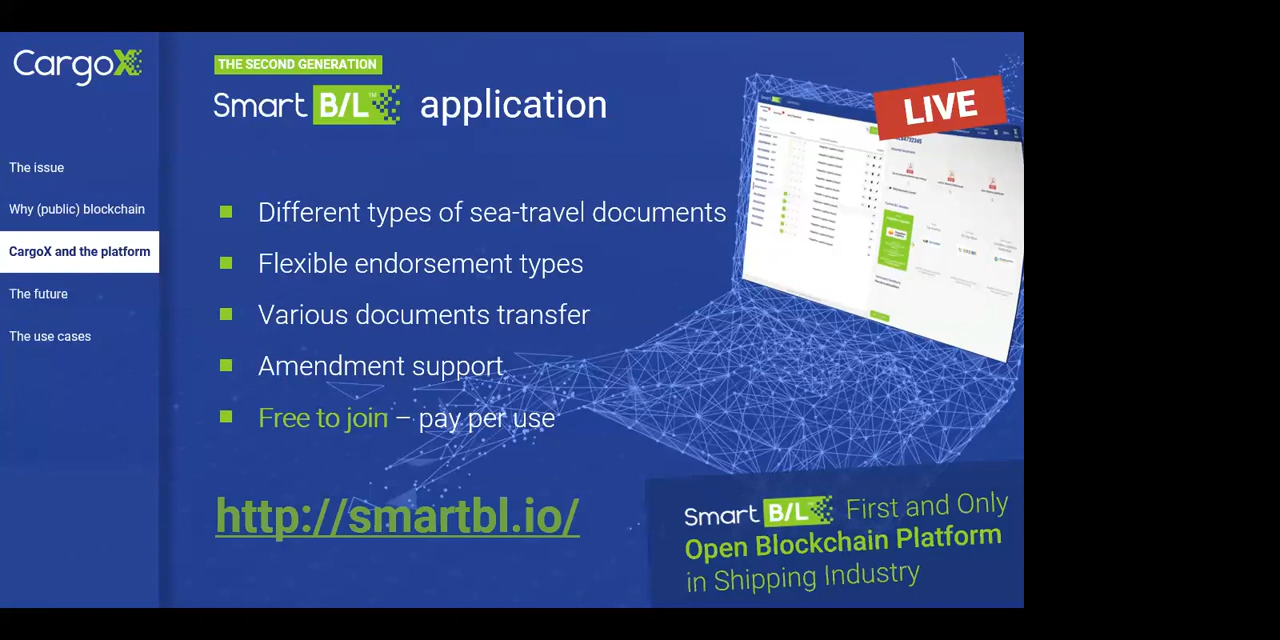 CargoX
The issue
Why (public) blockchain
CargoX and the platform
The future
The use cases
THE SECOND GENERATION
Smart B/L™ application
Different types of sea-travel documents
Flexible endorsement types
Various documents transfer
Amendment support
Free to join – pay per use
http://smartbl.io/
LIVE
Smart B/L™ First and Only
Open Blockchain Platform
in Shipping Industry